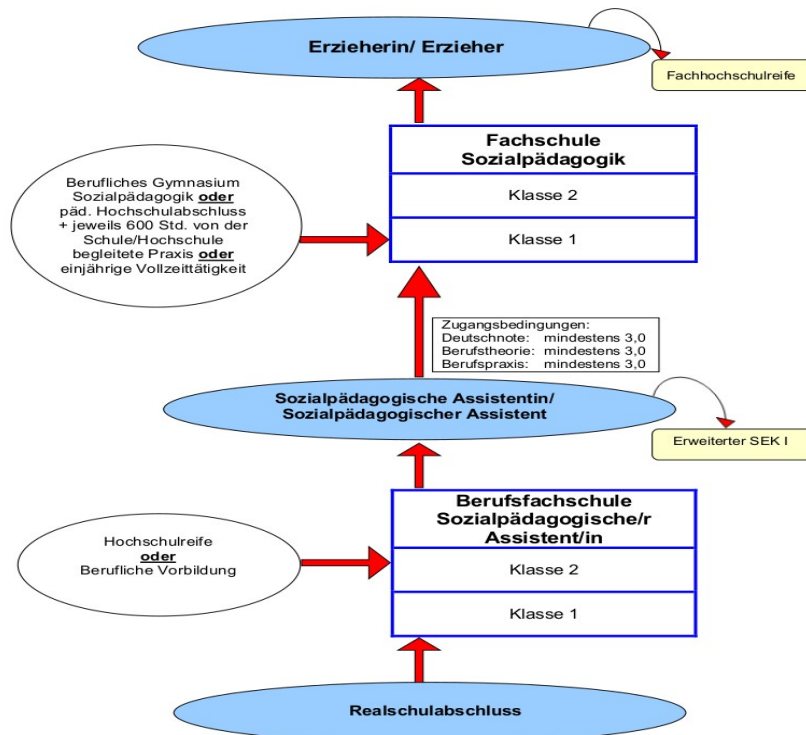 Erzieherin/ Erzieher
Fachhochschulreife
Fachschule
Sozialpädagogik
Klasse 2
Klasse 1
Berufliches Gymnasium
Sozialpädagogik oder
päd. Hochschulabschluss
+ jeweils 600 Std. von der
Schule/Hochschule
begleitete Praxis oder
einjährige Vollzeittätigkeit
Zugangsbedingungen:
Deutschnote: mindestens 3,0
Berufstheorie: mindestens 3,0
Berufspraxis: mindestens 3,0
Sozialpädagogische Assistentin/
Sozialpädagogischer Assistent
Erweiterter SEK I
Berufsfachschule
Sozialpädagogische/r
Assistent/in
Klasse 2
Klasse 1
Hochschulreife
oder
Berufliche Vorbildung
Realschulabschluss